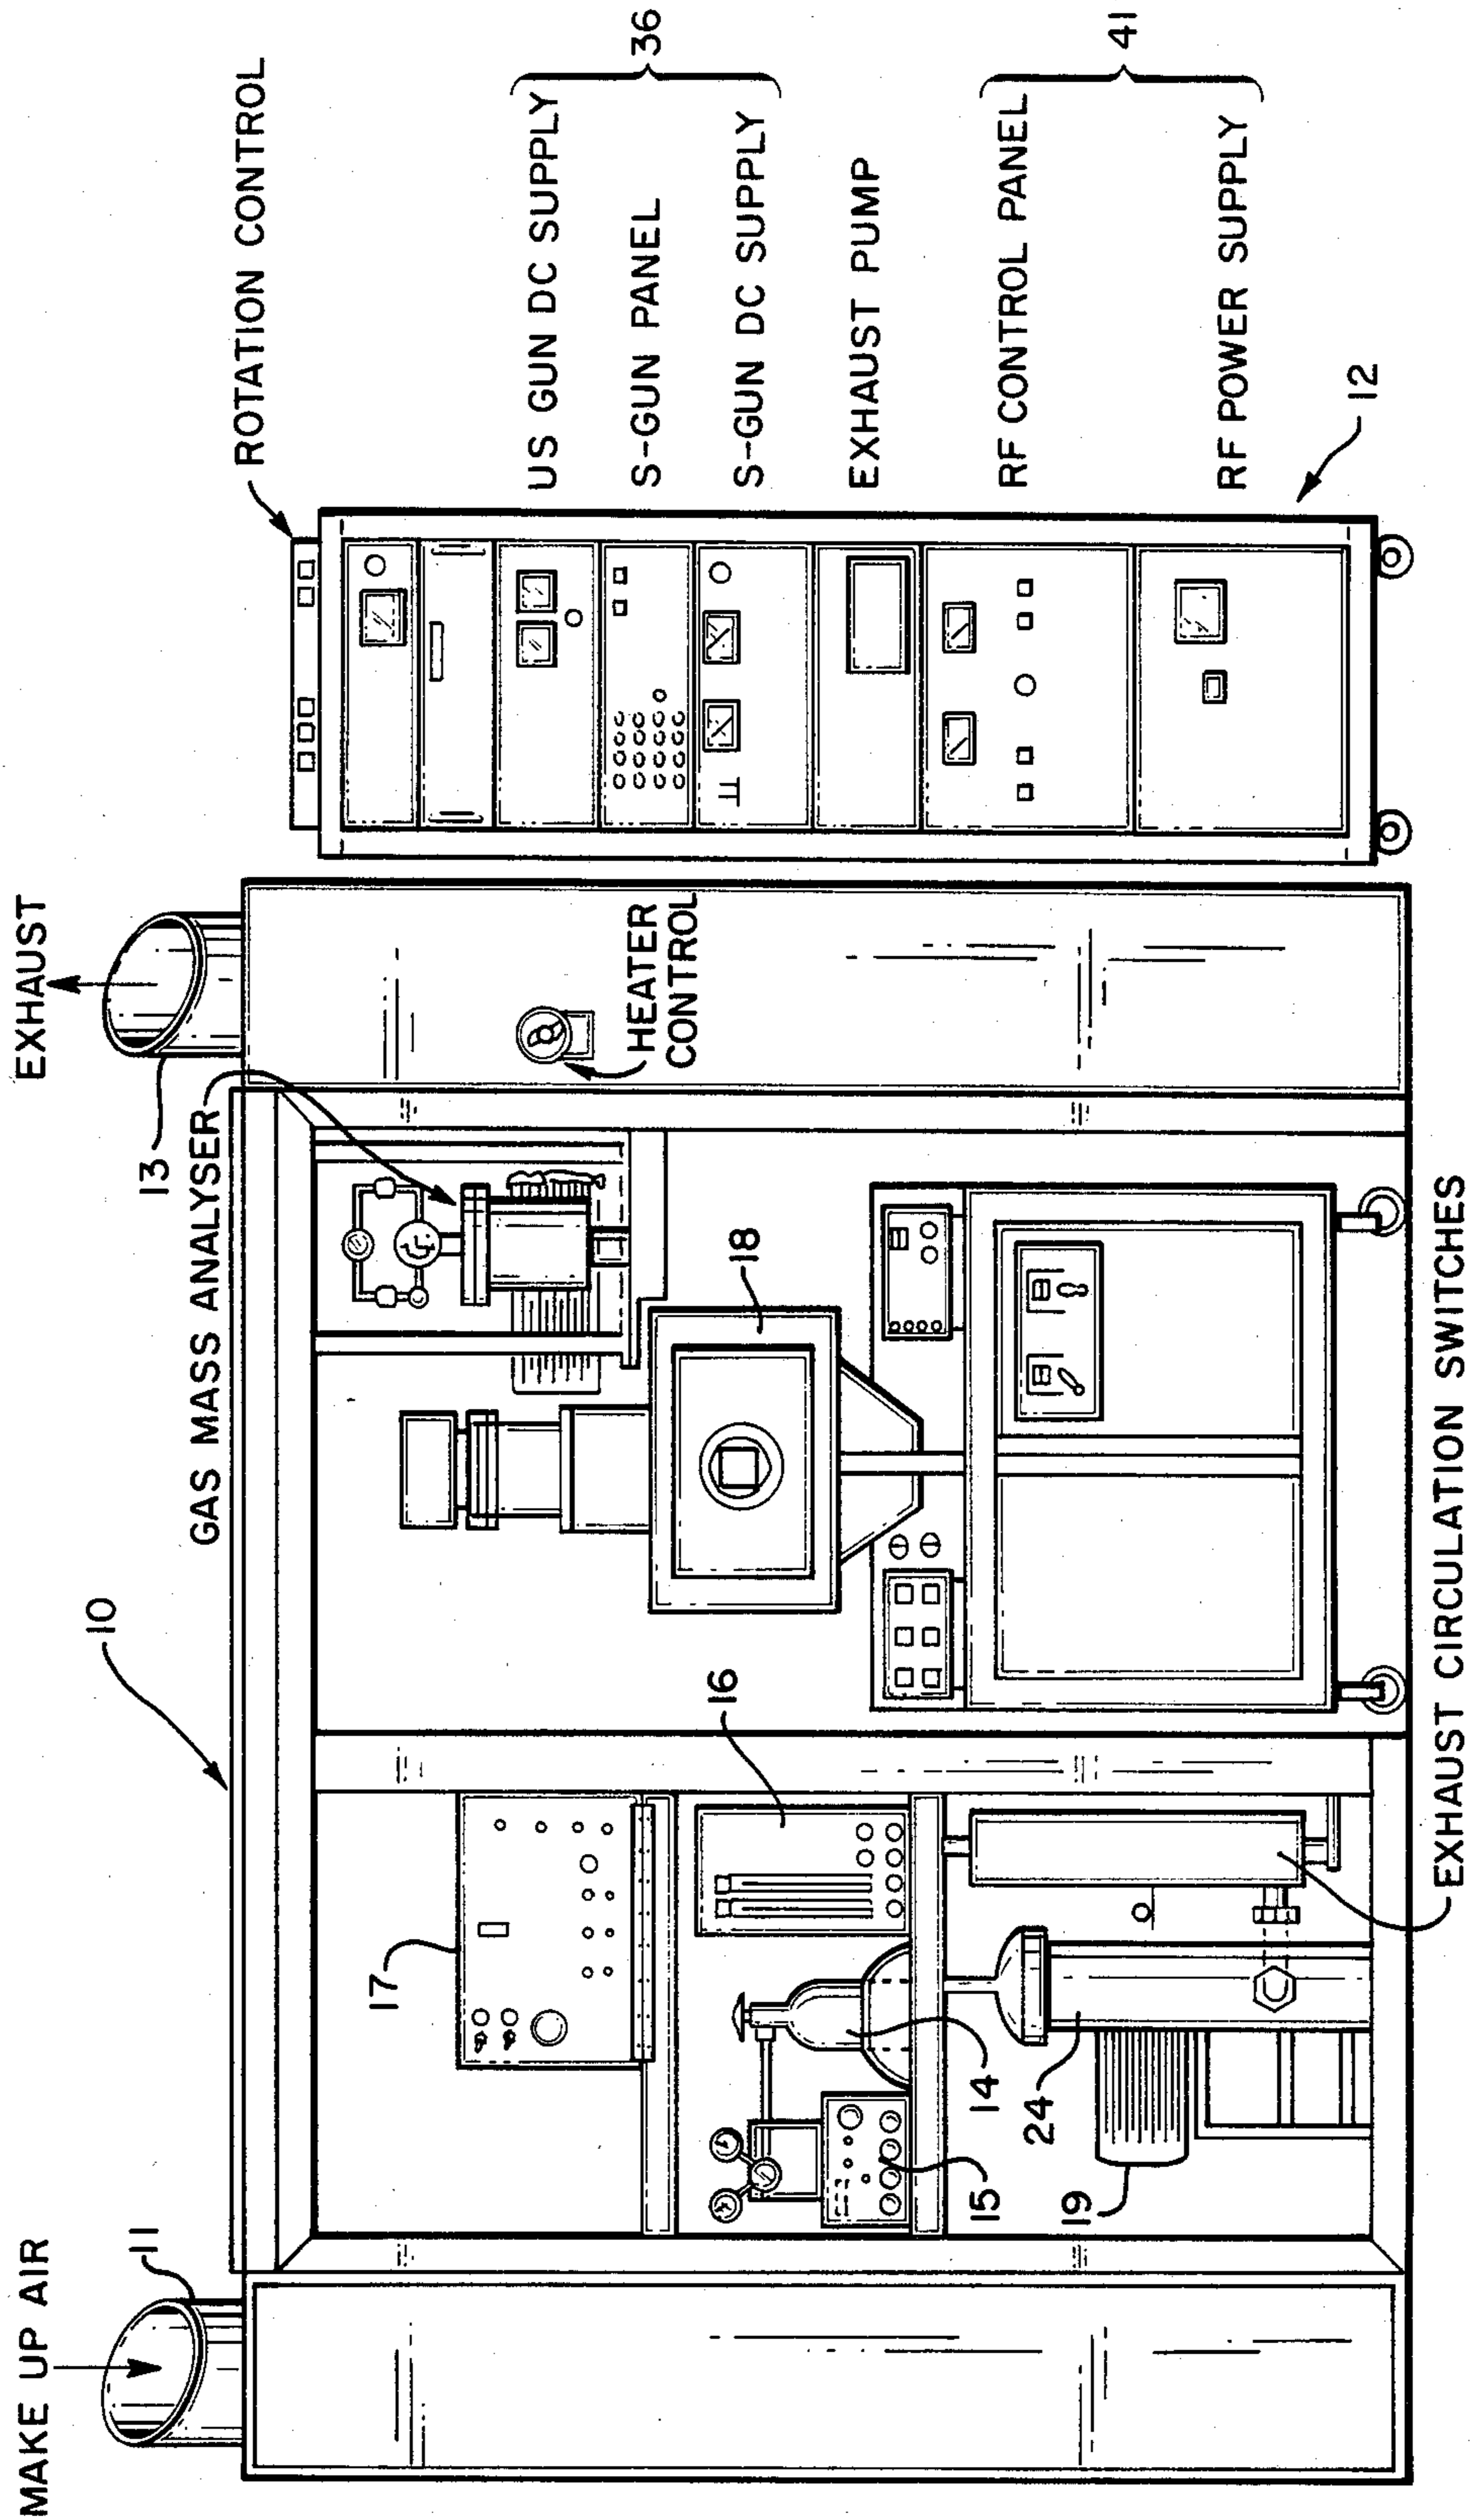 MAKE UP AIR
11
10
EXHAUST
13
GAS MASS ANALYSER
ROTATION CONTROL
17
16
18
HEATER
CONTROL
US GUN DC SUPPLY
S-GUN PANEL
S-GUN DC SUPPLY
36
EXHAUST PUMP
RF CONTROL PANEL
RF POWER SUPPLY
41
12
14
15
24
19
EXHAUST CIRCULATION SWITCHES